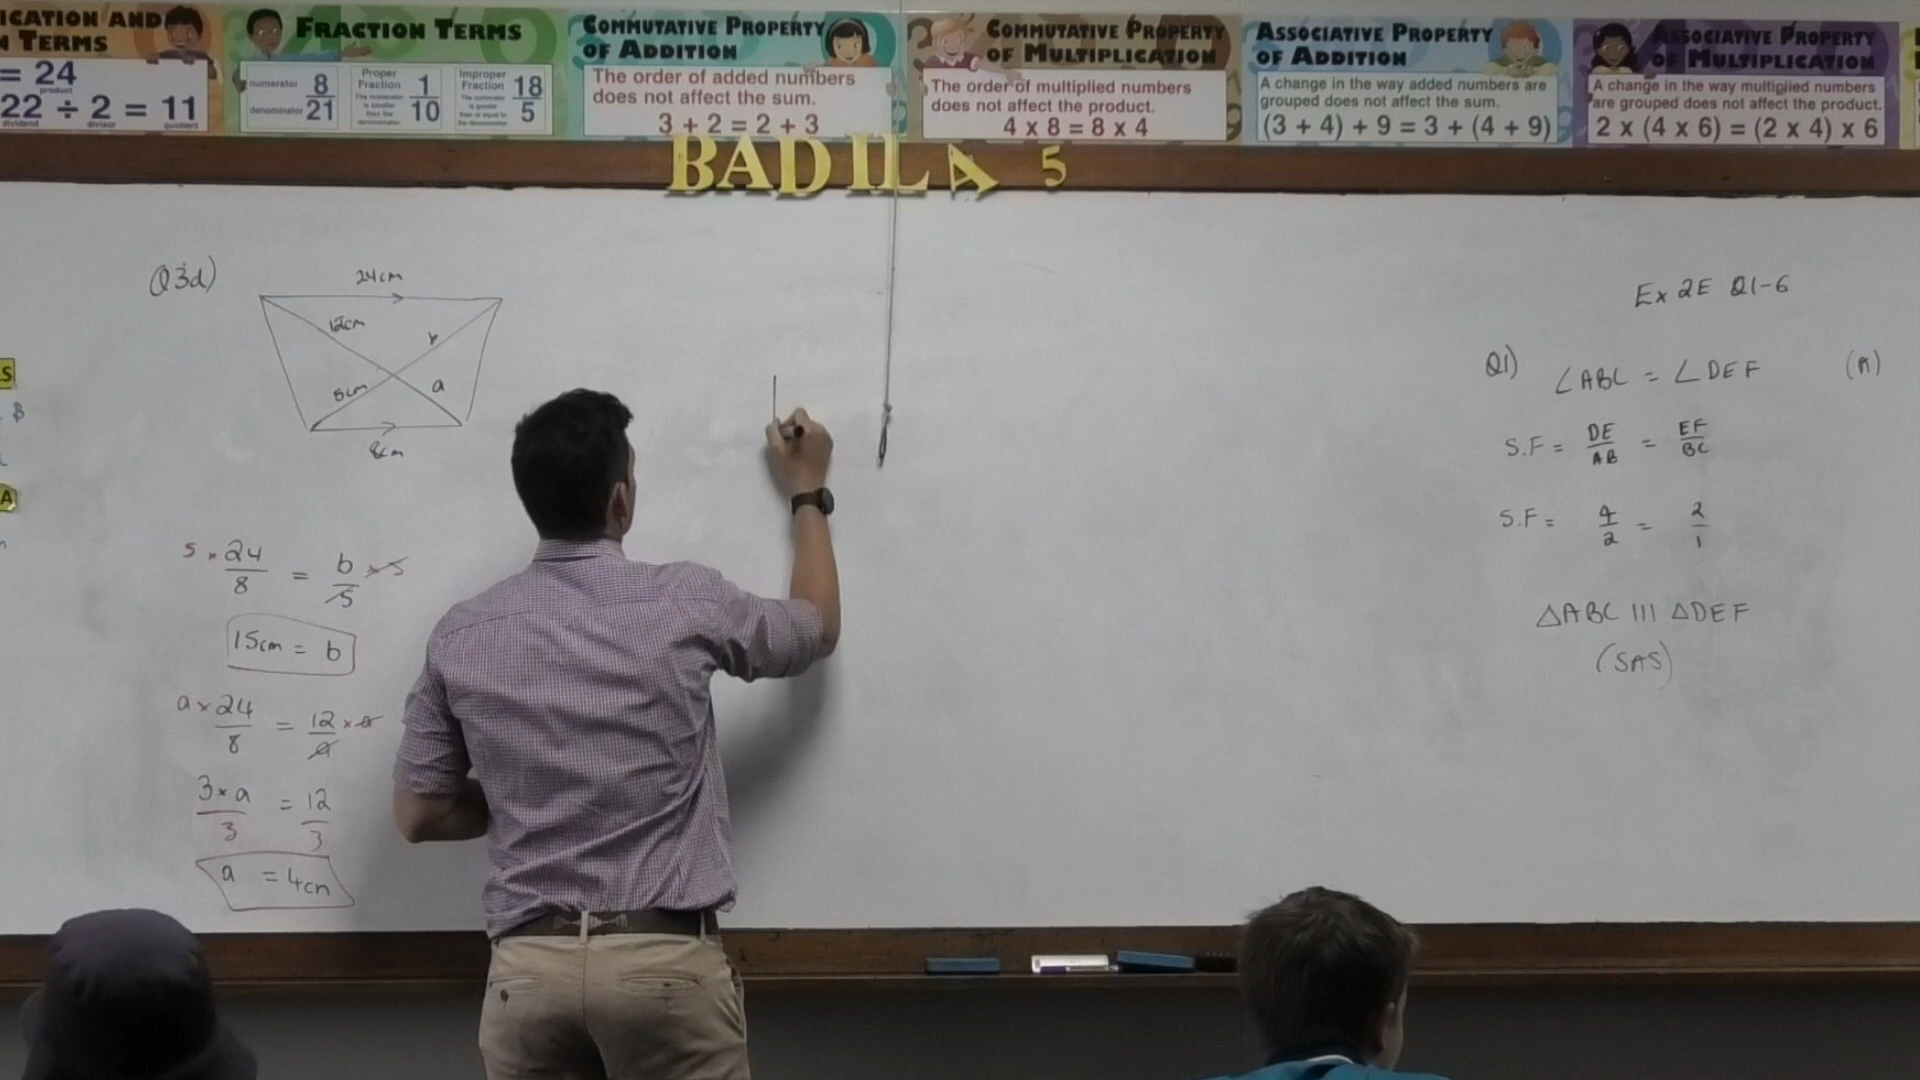 ICATION AND
N TERMS
= 24
product
22 ÷ 2 = 11
dividend divisor quotient
FRACTION TERMS
numerator 8
denominator 21
Proper
Fraction
1
10
Improper
Fraction
18
5
COMMUTATIVE PROPERTY
OF ADDITION
The order of added numbers
does not affect the sum.
3 + 2 = 2 + 3
COMMUTATIVE PROPERTY
OF MULTIPLICATION
The order of multiplied numbers
does not affect the product.
4 x 8 = 8 x 4
ASSOCIATIVE PROPERTY
OF ADDITION
A change in the way added numbers are
grouped does not affect the sum.
(3 + 4) + 9 = 3 + (4 + 9)
ASSOCIATIVE PROPERTY
OF MULTIPLICATION
A change in the way multiplied numbers
are grouped does not affect the product.
2 x (4 x 6) = (2 x 4) x 6
BADILA 5
S
B
A
Q3d)
24cm
12cm
b
5cm
a
8cm
5 × 24/8 = b/5 × 5
15cm = b
a × 24/8 = 12/a × a
3 × a/3 = 12/3
a = 4cm
Ex 2E Q1-6
Q1) ∠ABC = ∠DEF (A)
S.F = DE/AB = EF/BC
S.F = 4/2 = 2/1
△ABC ||| △DEF
(SAS)